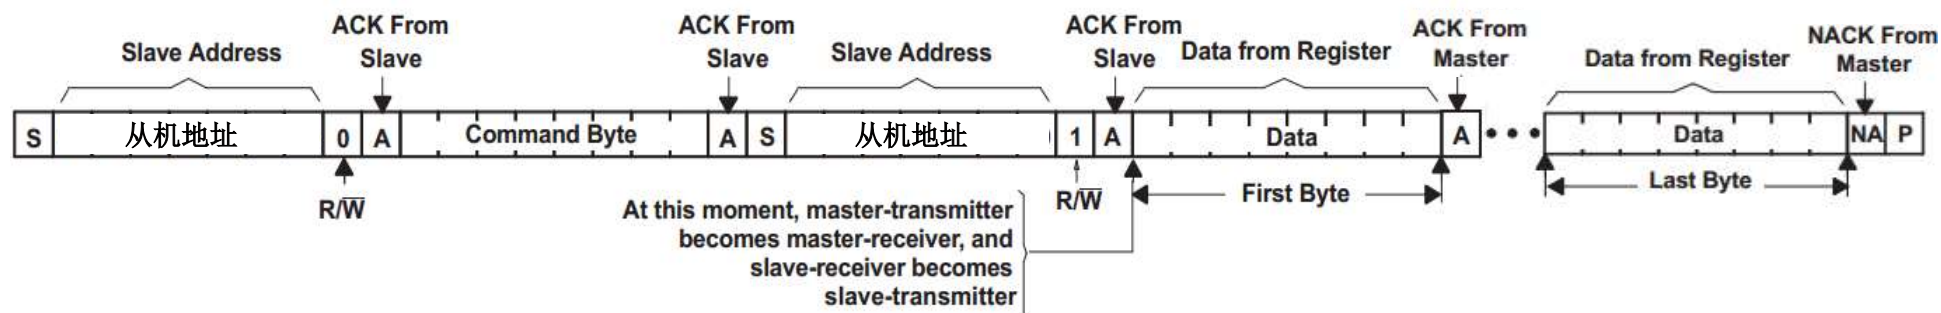 Slave Address
ACK From
Slave
ACK From
Slave
Slave Address
ACK From
Slave
Data from Register
ACK From
Master
Data from Register
NACK From
Master
S 从机地址 0 A Command Byte A S 从机地址 1 A Data A ••• Data NA P
R/W̅
R/W̅
First Byte
Last Byte
At this moment, master-transmitter
becomes master-receiver, and
slave-receiver becomes
slave-transmitter